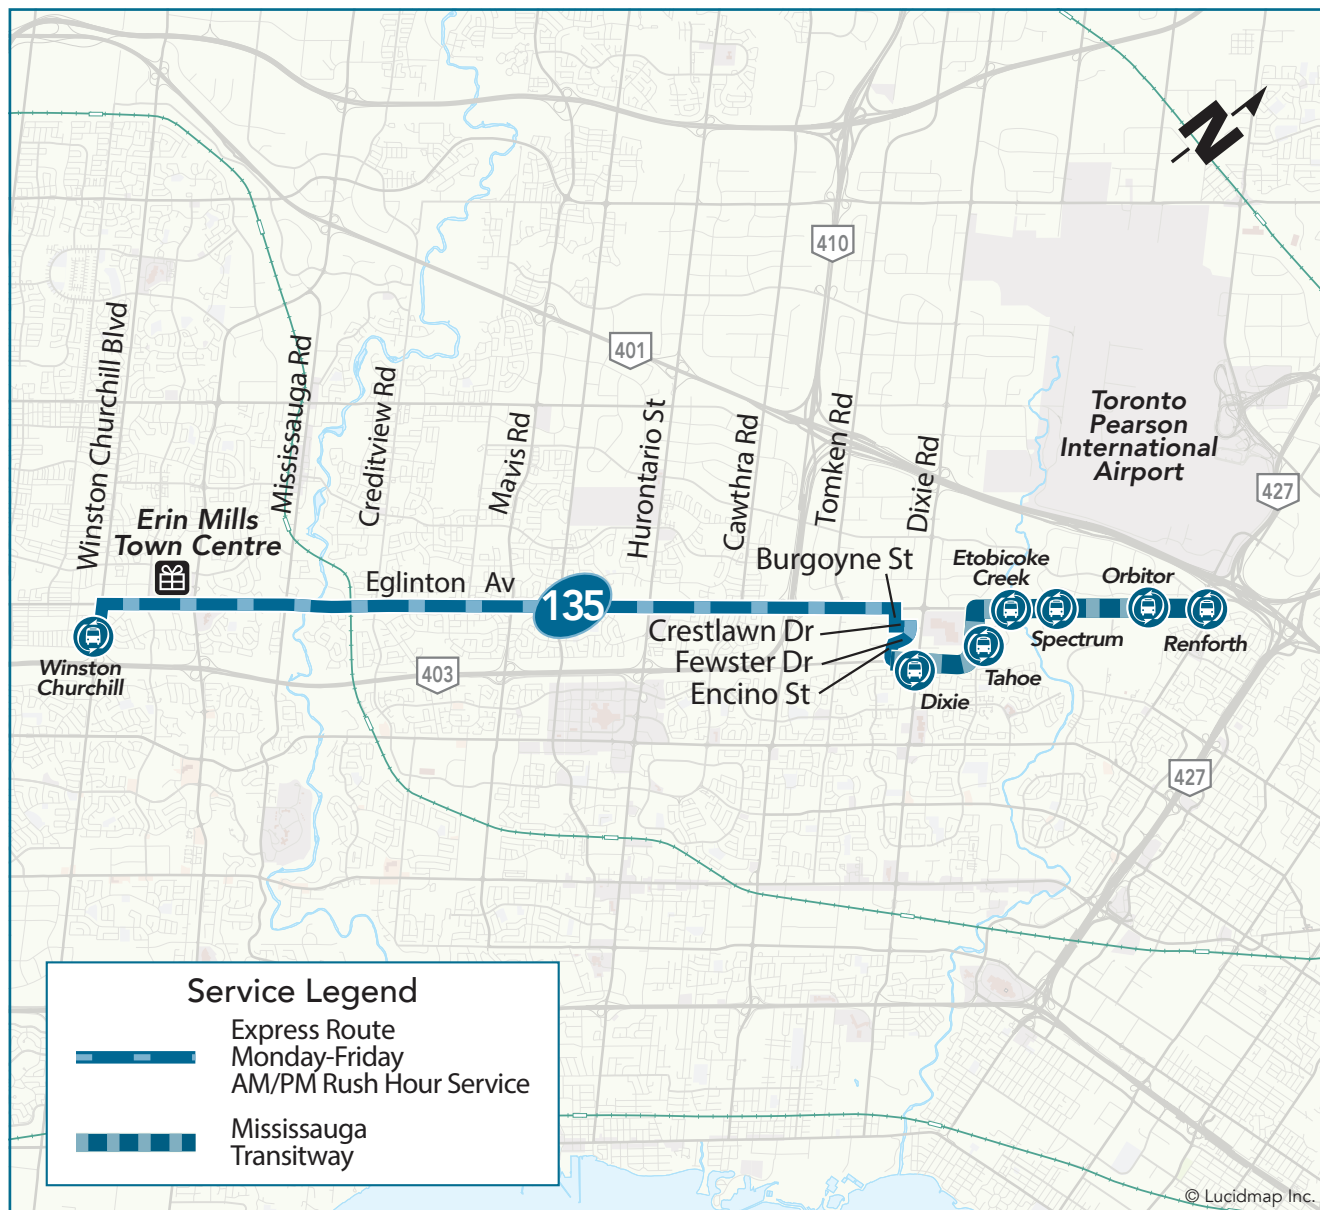 N
410
401
Winston Churchill Blvd
Mississauga Rd
Creditview Rd
Mavis Rd
Hurontario St
Cawthra Rd
Tomken Rd
Dixie Rd
Toronto
Pearson
International
Airport
427
Erin Mills
Town Centre
Burgoyne St
Etobicoke
Creek
Orbitor
Eglinton Av
135
Crestlawn Dr
Spectrum
Renforth
Fewster Dr
Winston
Churchill
403
Encino St
Dixie
Tahoe
427
Service Legend
Express Route
Monday-Friday
AM/PM Rush Hour Service
Mississauga
Transitway
© Lucidmap Inc.